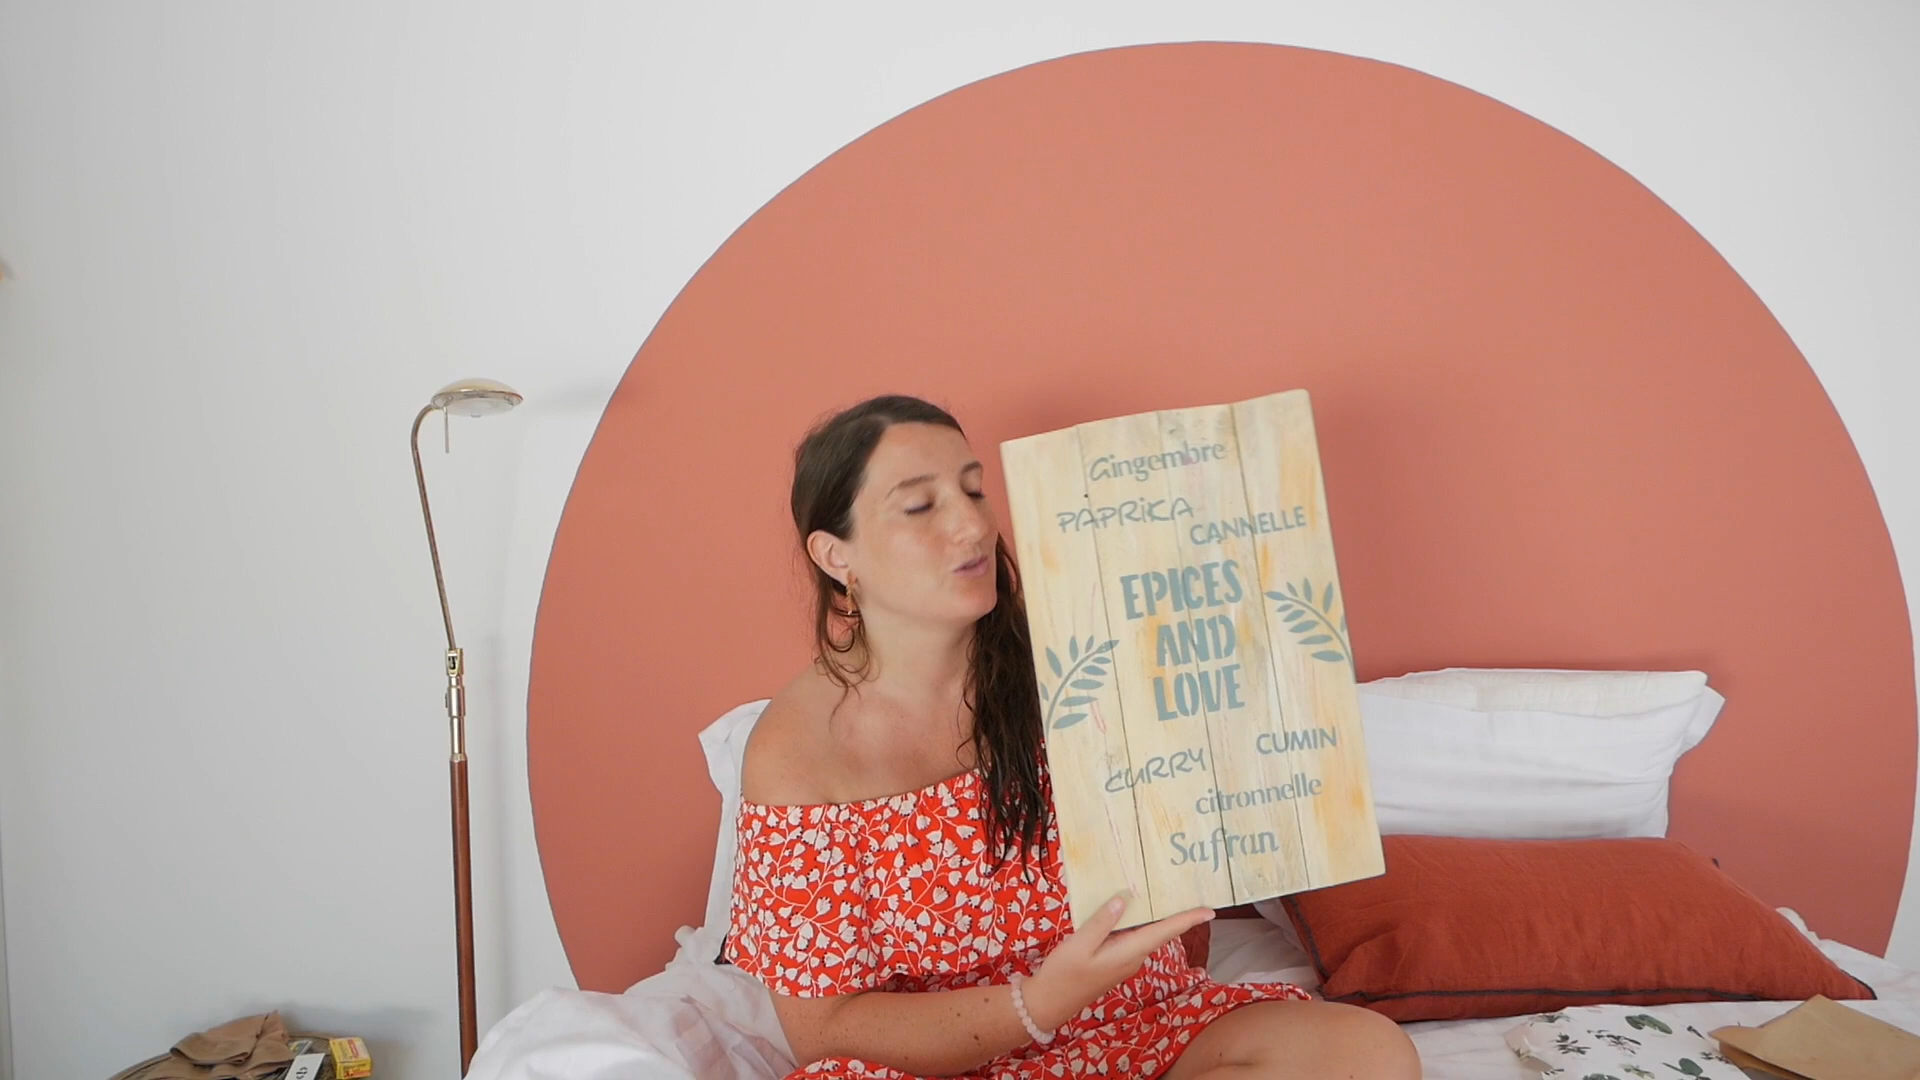 Gingembre
PAPRiKA
CANNELLE
EPICES
AND
LOVE
CURRY
CUMIN
citronnelle
Safran